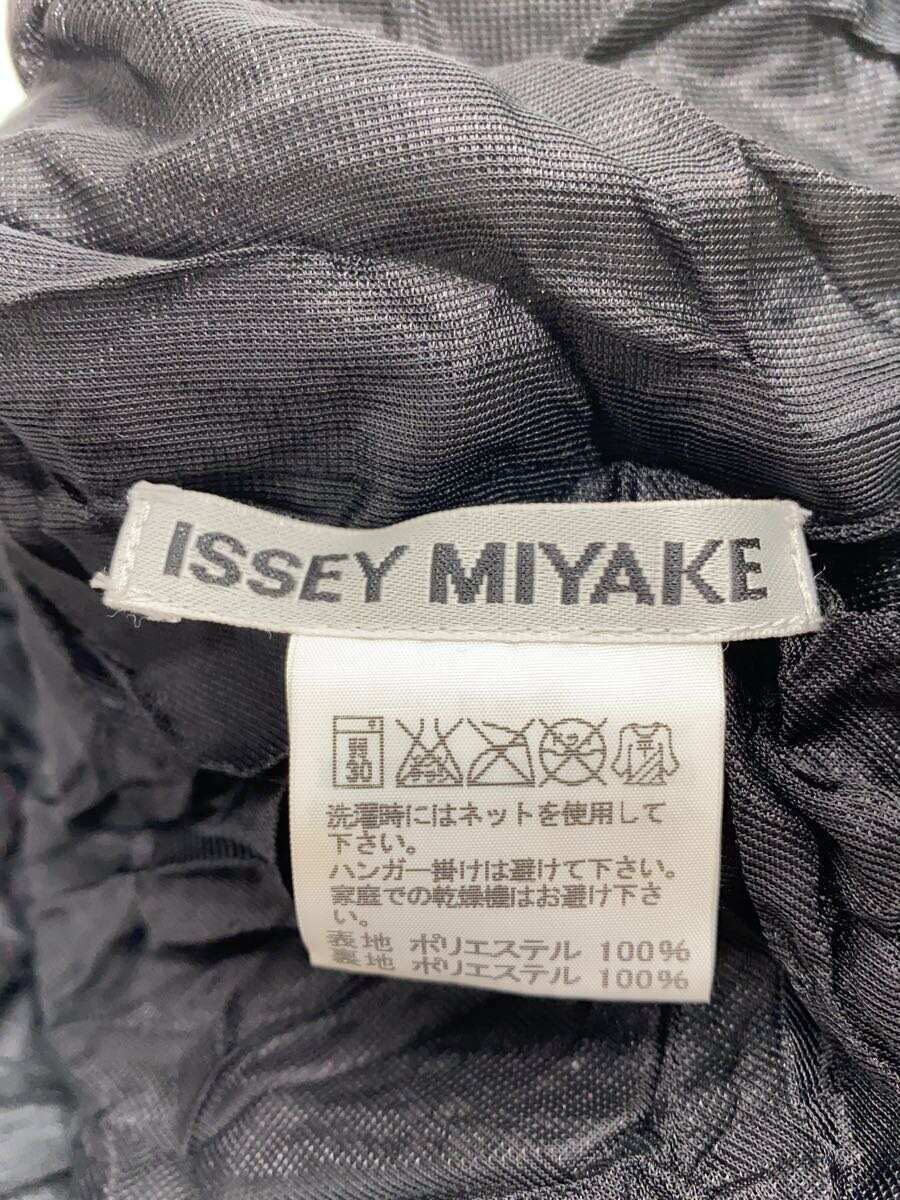 ISSEY MIYAKE
30
洗濯時にはネットを使用して
下さい。
ハンガー掛けは避けて下さい。
家庭での乾燥機はお避け下さ
い。
表地 ポリエステル 100%
裏地 ポリエステル 100%